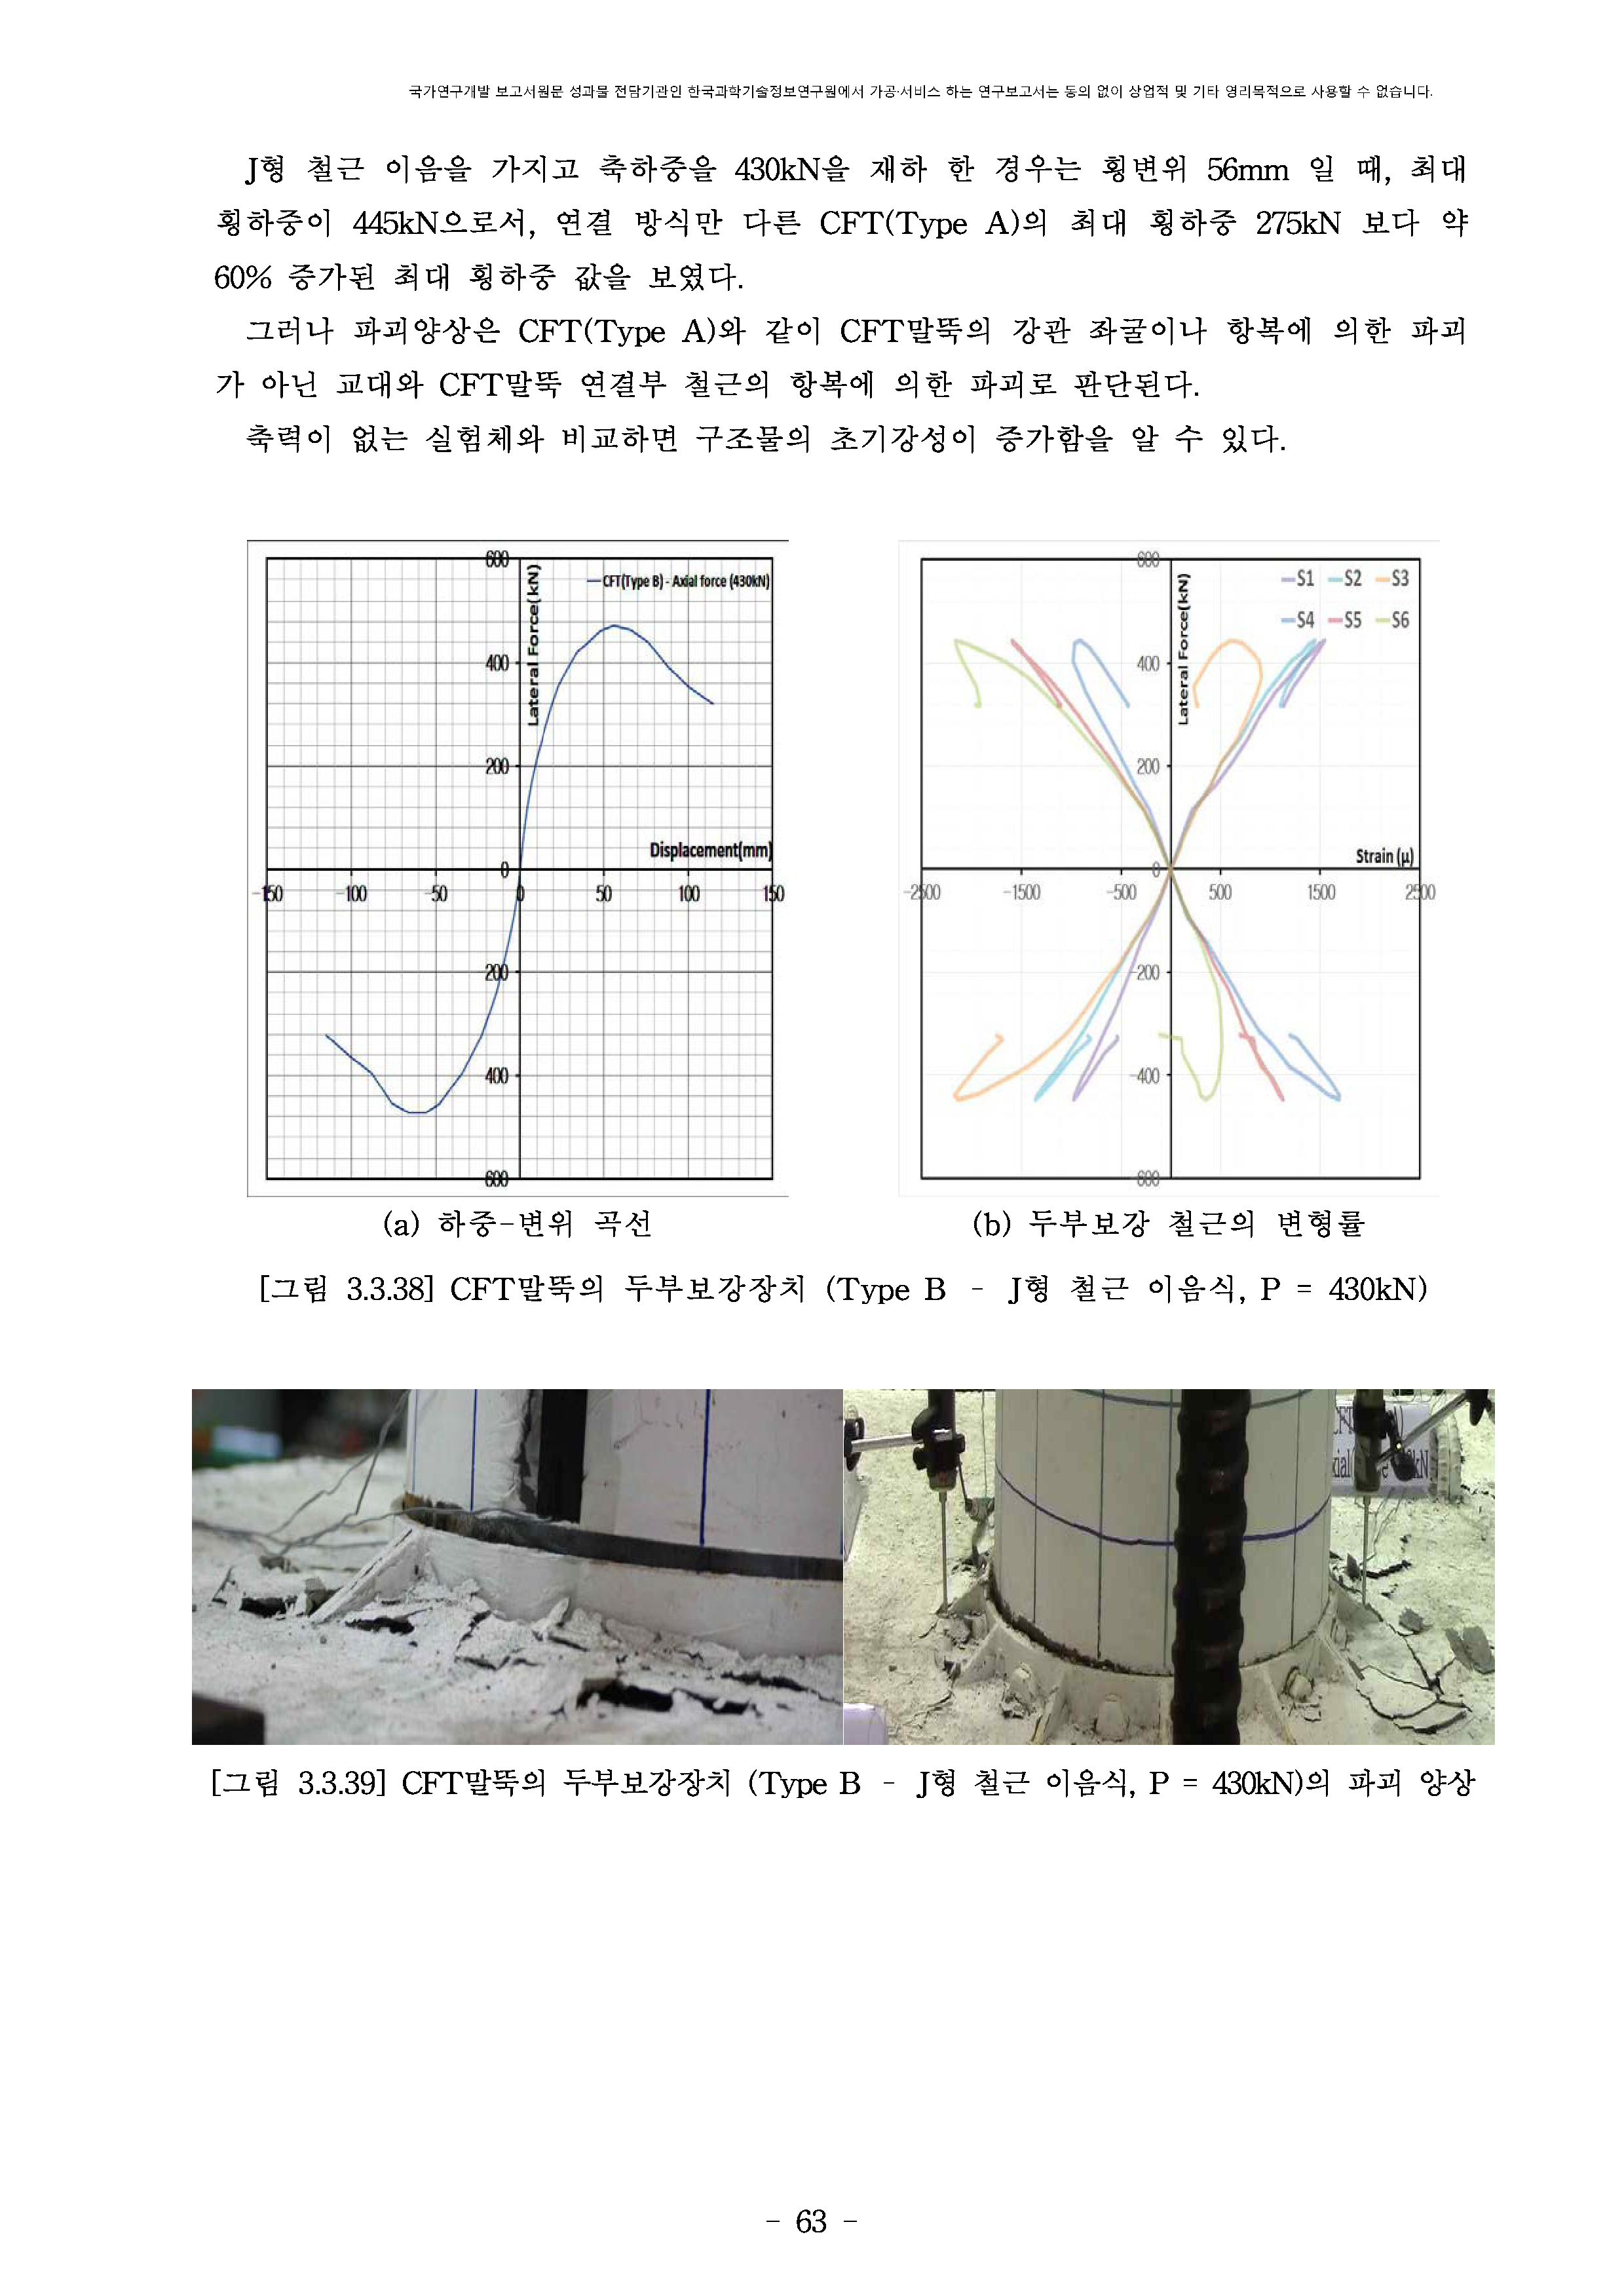 국가연구개발 보고서원문 성과물 전담기관인 한국과학기술정보연구원에서 가공·서비스 하는 연구보고서는 동의 없이 상업적 및 기타 영리목적으로 사용할 수 없습니다.
J형 철근 이음을 가지고 축하중을 430kN을 재하 한 경우는 횡변위 56mm 일 때, 최대
횡하중이 445kN으로서, 연결 방식만 다른 CFT(Type A)의 최대 횡하중 275kN 보다 약
60% 증가된 최대 횡하중 값을 보였다.
그러나 파괴양상은 CFT(Type A)와 같이 CFT말뚝의 강관 좌굴이나 항복에 의한 파괴
가 아닌 교대와 CFT말뚝 연결부 철근의 항복에 의한 파괴로 판단된다.
축력이 없는 실험체와 비교하면 구조물의 초기강성이 증가함을 알 수 있다.
600
Lateral Force(kN)
CFT(Type B) - Axial force (430kN)
400
200
Displacement(mm)
0
-150 -100 -50 0 50 100 150
-200
-400
-600
600
Lateral Force(kN)
S1 S2 S3
S4 S5 S6
400
200
Strain (μ)
0
-2500 -1500 -500 500 1500 2500
-200
-400
-600
(a) 하중-변위 곡선
(b) 두부보강 철근의 변형률
[그림 3.3.38] CFT말뚝의 두부보강장치 (Type B - J형 철근 이음식, P = 430kN)
[그림 3.3.39] CFT말뚝의 두부보강장치 (Type B - J형 철근 이음식, P = 430kN)의 파괴 양상
- 63 -